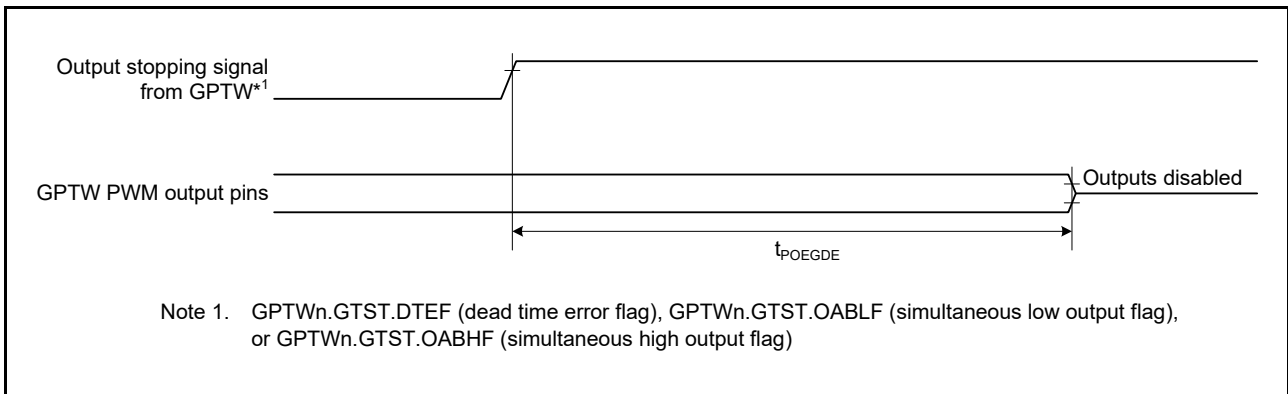 Output stopping signal
from GPTW*1
GPTW PWM output pins
Outputs disabled
tPOEGDE
Note 1. GPTWn.GTST.DTEF (dead time error flag), GPTWn.GTST.OABLF (simultaneous low output flag),
or GPTWn.GTST.OABHF (simultaneous high output flag)